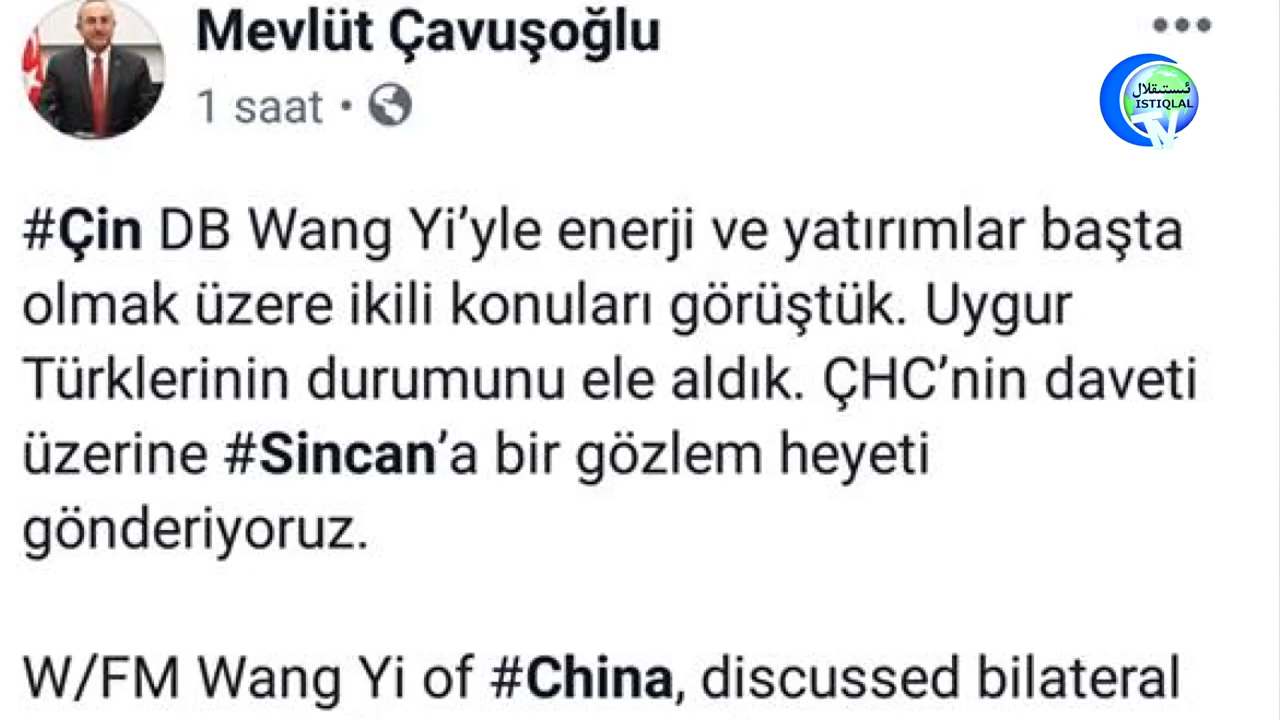 Mevlüt Çavuşoğlu
1 saat •
ئىستىقلال
ISTIQLAL
TV
#Çin DB Wang Yi’yle enerji ve yatırımlar başta
olmak üzere ikili konuları görüştük. Uygur
Türklerinin durumunu ele aldık. ÇHC’nin daveti
üzerine #Sincan’a bir gözlem heyeti
gönderiyoruz.
W/FM Wang Yi of #China, discussed bilateral